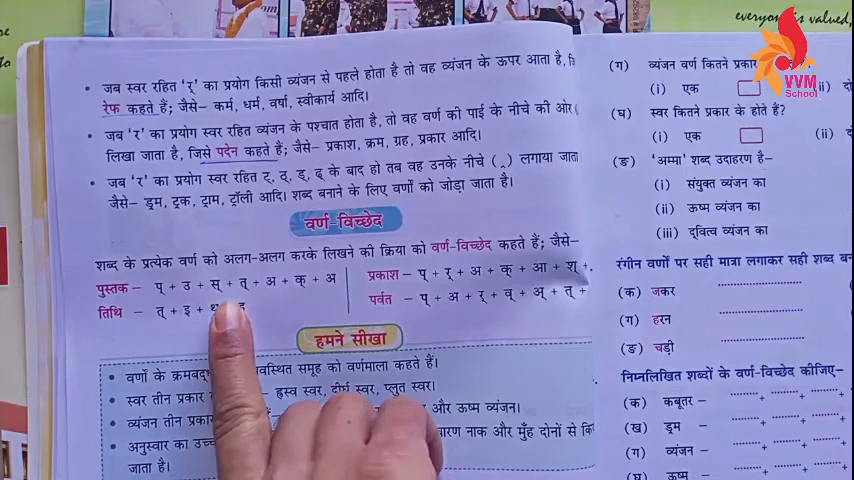 everyone is valued,
VVM
School
• जब स्वर रहित 'र्' का प्रयोग किसी व्यंजन से पहले होता है तो वह व्यंजन के ऊपर आता है,
रेफ कहते हैं; जैसे– कर्म, धर्म, वर्षा, स्वीकार्य आदि।
• जब 'र' का प्रयोग स्वर रहित व्यंजन के पश्चात होता है, तो वह वर्ण की पाई के नीचे की ओर (
लिखा जाता है, जिसे पदेन कहते हैं; जैसे– प्रकाश, क्रम, ग्रह, प्रकार आदि।
• जब 'र' का प्रयोग स्वर रहित ट्, ठ्, ड्, ढ् के बाद हो तब वह उनके नीचे (‸) लगाया जाता
जैसे– ड्रम, ट्रक, ट्राम, ट्रॉली आदि। शब्द बनाने के लिए वर्णों को जोड़ा जाता है।
वर्ण-विच्छेद
शब्द के प्रत्येक वर्ण को अलग-अलग करके लिखने की क्रिया को वर्ण-विच्छेद कहते हैं; जैसे–
पुस्तक– प् + उ + स् + त् + अ + क् + अ
तिथि – त् + इ +
प्रकाश– प् + र् + अ + क् + आ + श् +
पर्वत – प् + अ + र् + व् + अ् + त् +
हमने सीखा
• वर्णों के समूह को वर्णमाला कहते हैं।
• स्वर तीन – ह्रस्व स्वर, दीर्घ स्वर, प्लुत स्वर।
• व्यंजन तीन और ऊष्म व्यंजन।
• अनुस्वार का नाक और मुँह दोनों से
जाता है।
(ग) व्यंजन वर्ण कितने
(i) एक
(घ) स्वर कितने प्रकार के होते हैं?
(i) एक (ii)
(ङ) 'अम्मा' शब्द उदाहरण है–
(i) संयुक्त व्यंजन का
(ii) ऊष्म व्यंजन का
(iii) द्वित्व व्यंजन का
रंगीन वर्णों पर सही मात्रा लगाकर सही शब्द
(क) जकर
(ग) हरन
(ङ) चड़ी
निम्नलिखित शब्दों के वर्ण-विच्छेद कीजिए–
(क) कबूतर – ........+........+........+
(ख) ड्रम – ........+........+........+
(ग) व्यंजन – ........+........+........+
(घ) ऊष्म – ........+........+........+